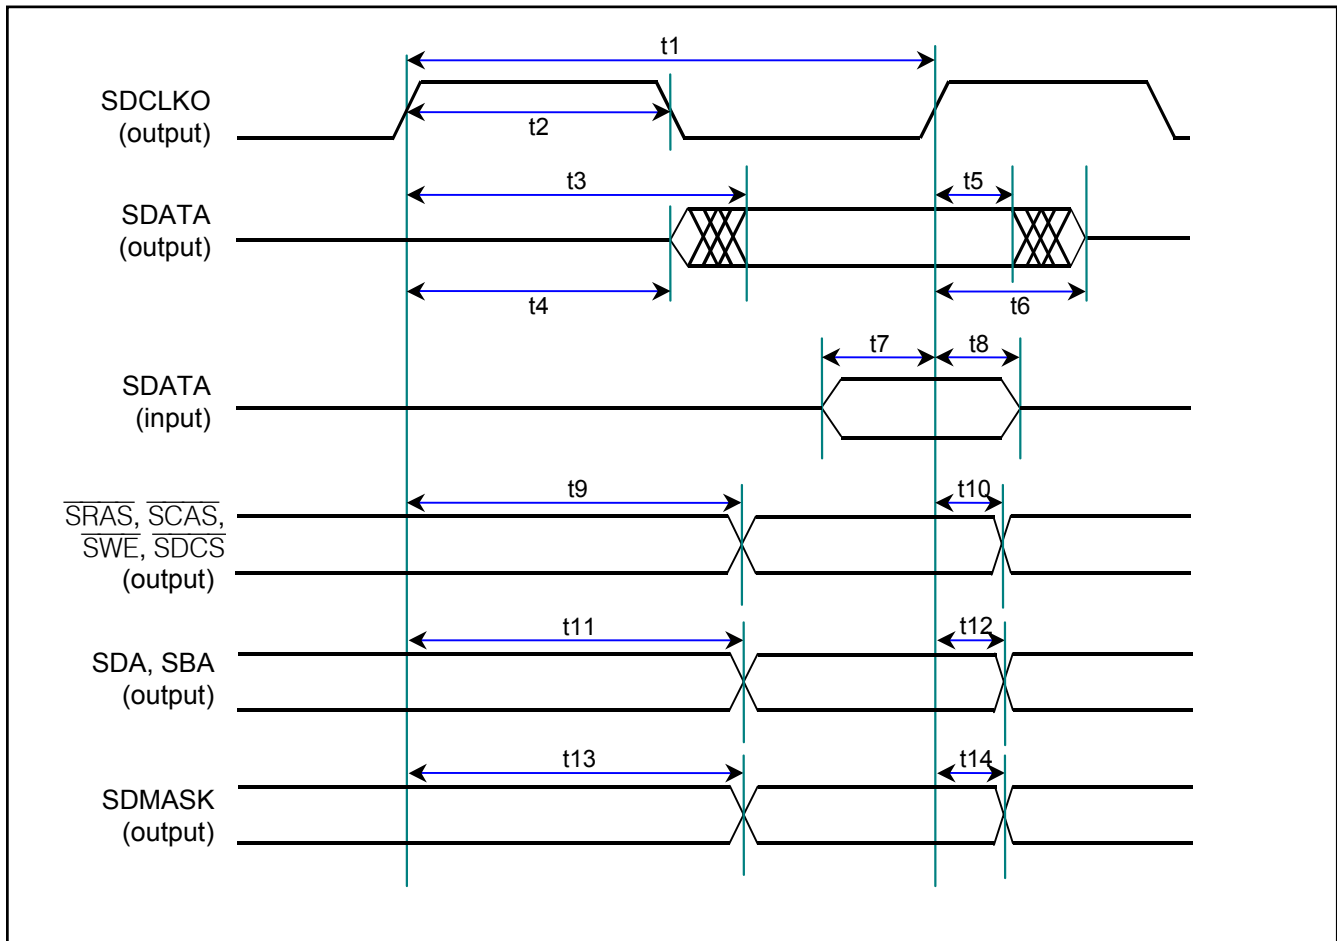 t1
SDCLKO
(output)
t2
t3
t5
SDATA
(output)
t4
t6
t7
t8
SDATA
(input)
t9
t10
SRAS, SCAS,
SWE, SDCS
(output)
t11
t12
SDA, SBA
(output)
t13
t14
SDMASK
(output)